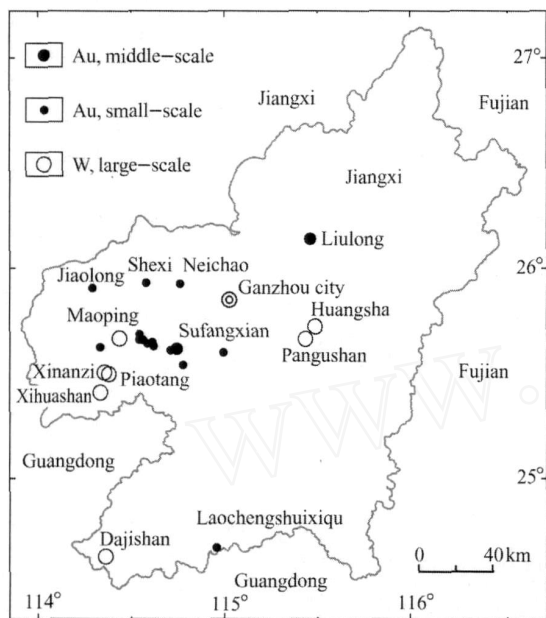 Au, middle-scale
Au, small-scale
W, large-scale
27°
Jiangxi
Fujian
Jiangxi
Liulong
26°
Jiaolong
Shexi
Neichao
Ganzhou city
Huangsha
Maoping
Sufangxian
Pangushan
Xinanzi
Piaotang
Fujian
Xihuashan
Guangdong
25°
Laochengshuixiqu
Dajishan
0
40 km
Guangdong
114°
115°
116°
www.